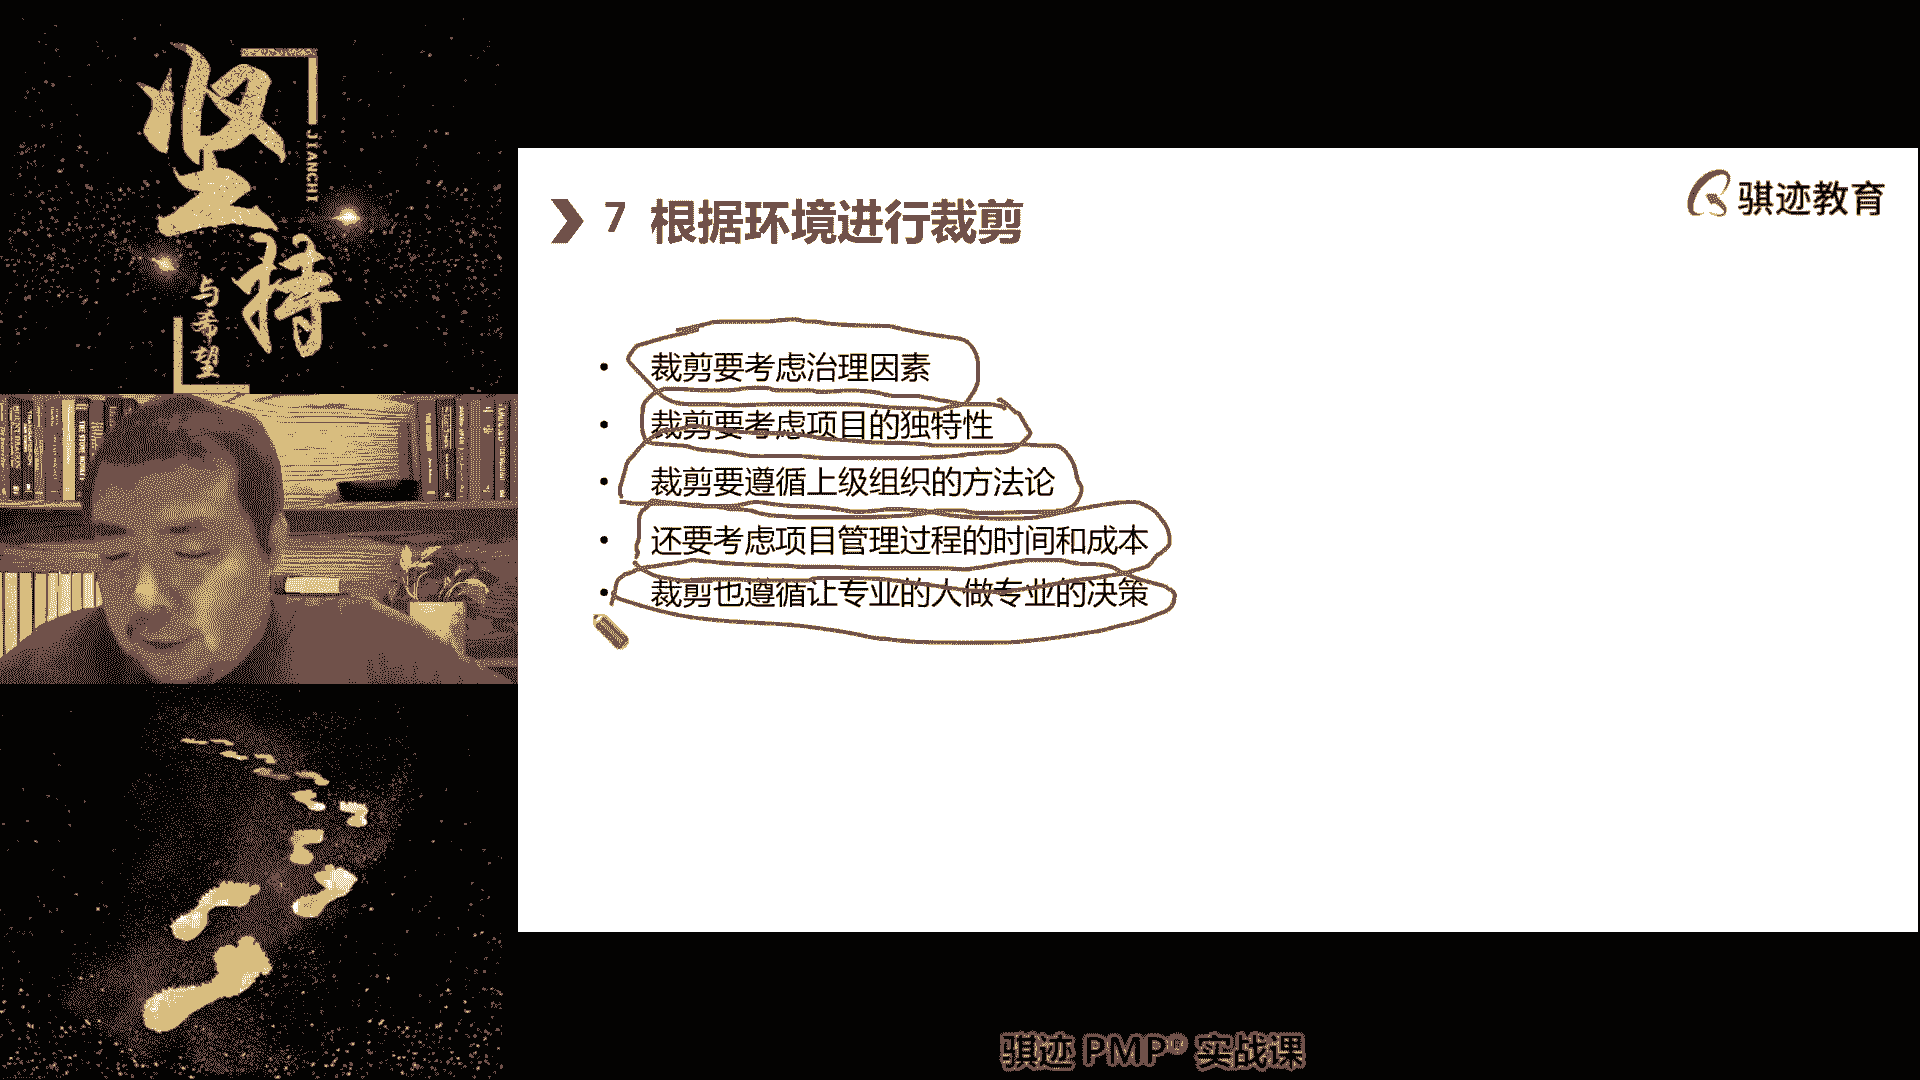 坚持
JIANCHI
与希望
骐迹教育
7 根据环境进行裁剪
• 裁剪要考虑治理因素
• 裁剪要考虑项目的独特性
• 裁剪要遵循上级组织的方法论
• 还要考虑项目管理过程的时间和成本
• 裁剪也遵循让专业的人做专业的决策
骐迹 PMP® 实战课